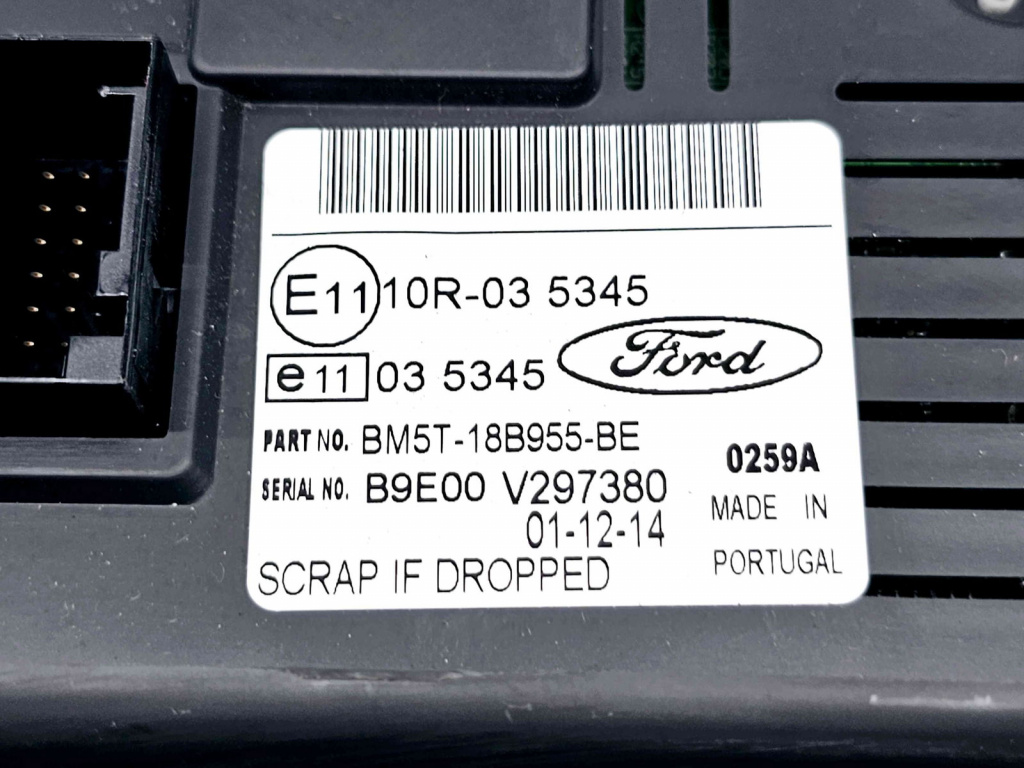 E11 10R-03 5345
e11 03 5345
Ford
PART NO. BM5T-18B955-BE
SERIAL NO. B9E00 V297380
0259A
01-12-14
MADE IN
PORTUGAL
SCRAP IF DROPPED